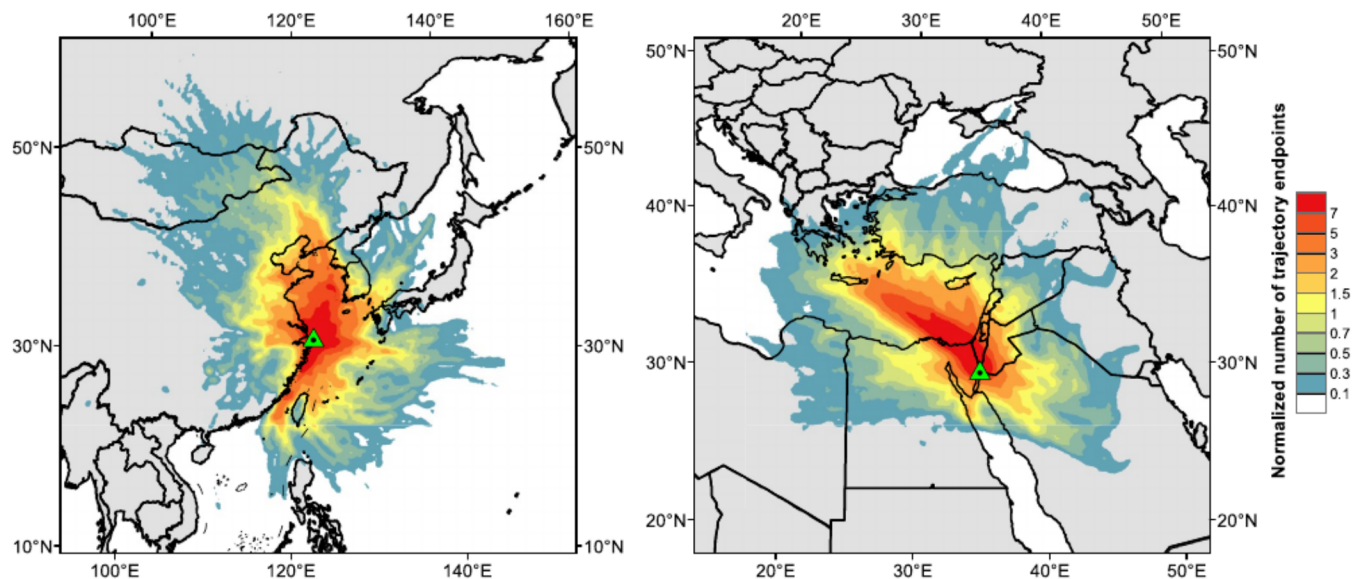 100°E 120°E 140°E 160°E
20°E 30°E 40°E 50°E
50°N 50°N
50°N 50°N
40°N 40°N
30°N 30°N
30°N 30°N
20°N 20°N
10°N 10°N
100°E 120°E 140°E
20°E 30°E 40°E 50°E
Normalized number of trajectory endpoints
7
5
3
2
1.5
1
0.7
0.5
0.3
0.1